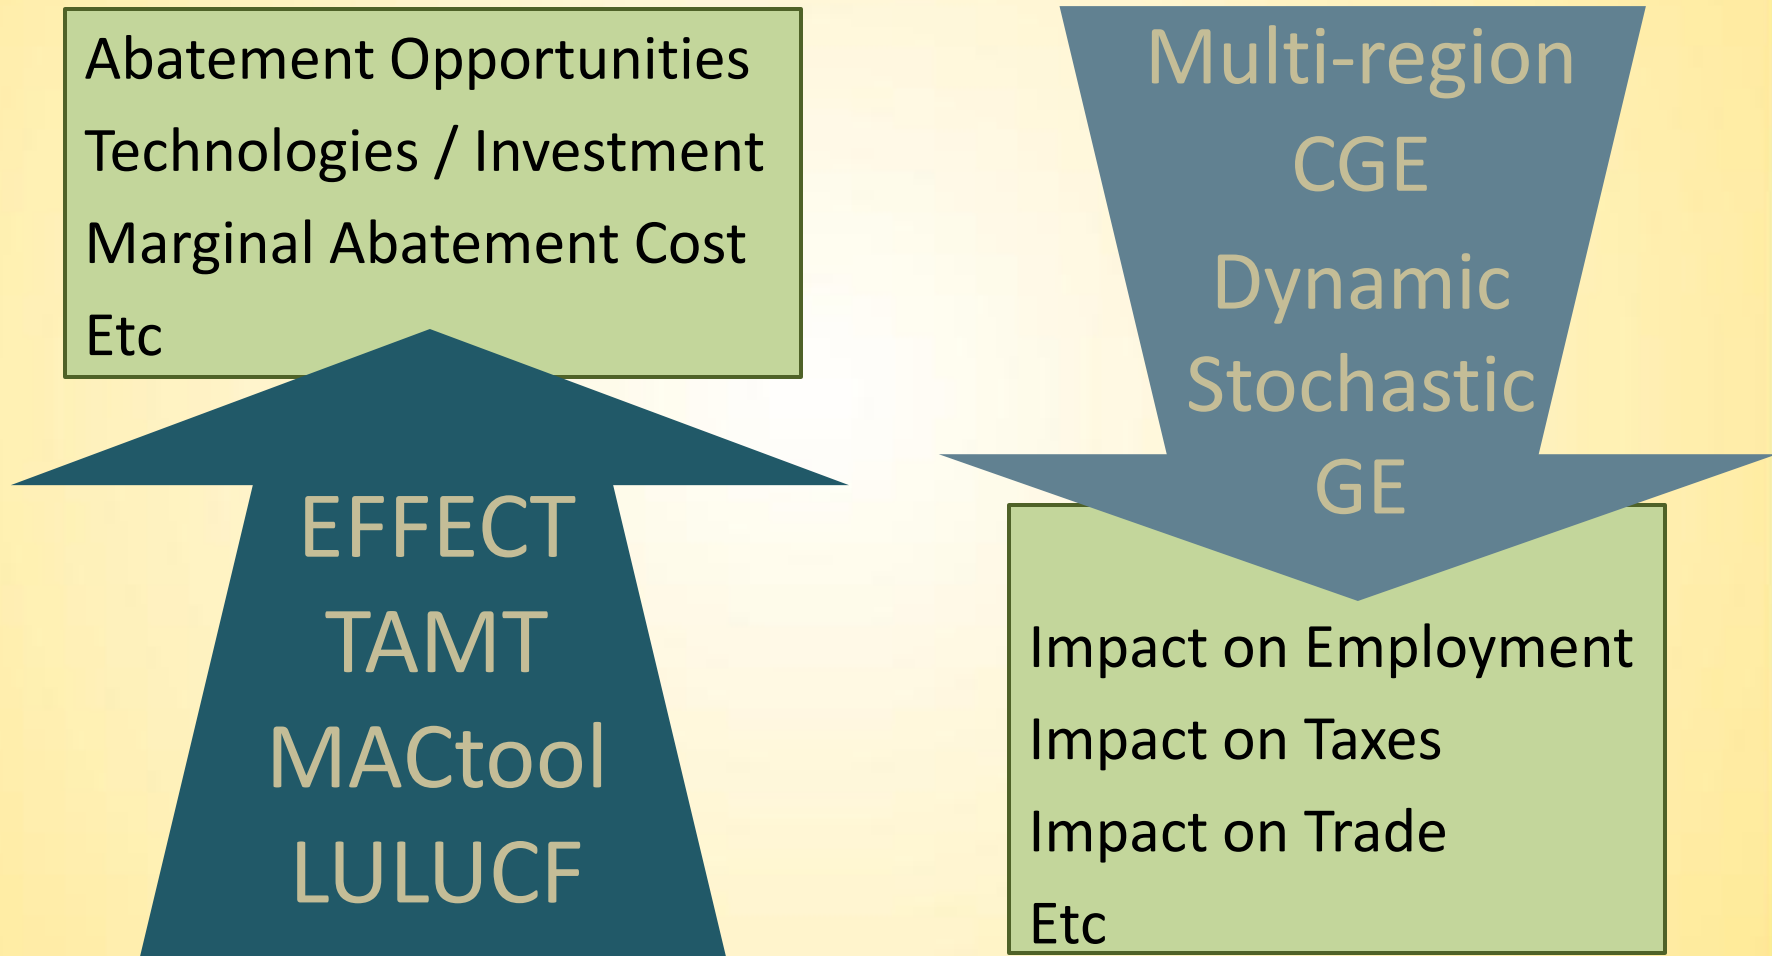 Abatement Opportunities
Technologies / Investment
Marginal Abatement Cost
Etc
EFFECT
TAMT
MACtool
LULUCF
Multi-region
CGE
Dynamic
Stochastic
GE
Impact on Employment
Impact on Taxes
Impact on Trade
Etc